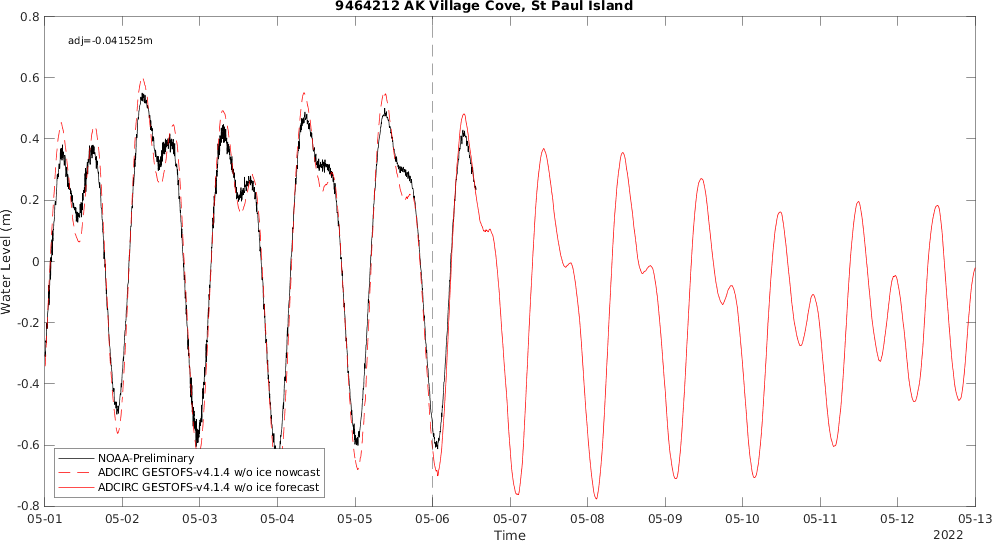 9464212 AK Village Cove, St Paul Island
adj=-0.041525m
0.8
0.6
0.4
0.2
0
-0.2
-0.4
-0.6
-0.8
Water Level (m)
NOAA-Preliminary
ADCIRC GESTOFS-v4.1.4 w/o ice nowcast
ADCIRC GESTOFS-v4.1.4 w/o ice forecast
05-01 05-02 05-03 05-04 05-05 05-06 05-07 05-08 05-09 05-10 05-11 05-12 05-13
Time
2022